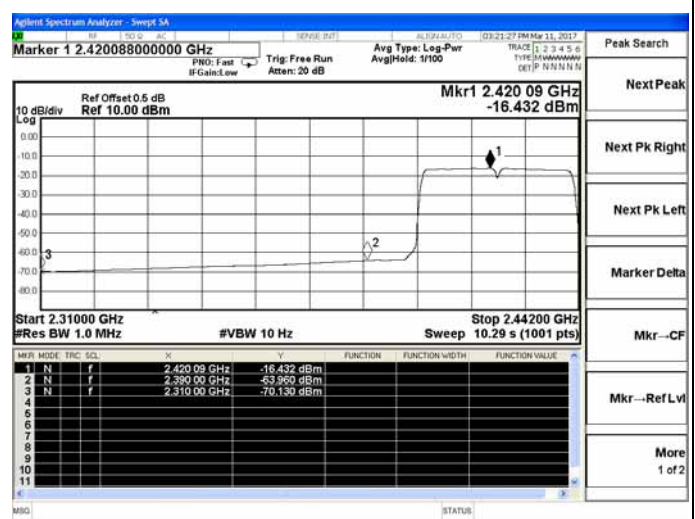 Agilent Spectrum Analyzer - Swept SA
RF 50 Ω AC SENSE:INT ALIGN AUTO 03:21:27 PM Mar 11, 2017
Marker 1 2.420088000000 GHz
PNO: Fast
IFGain:Low
Trig: Free Run
Atten: 20 dB
Avg Type: Log-Pwr
Avg|Hold: 1/100
TRACE 1 2 3 4 5 6
TYPE M
DET P N N N N N
Peak Search
Next Peak
Next Pk Right
Next Pk Left
Marker Delta
Mkr→CF
Mkr→Ref Lvl
More
1 of 2
Ref Offset 0.5 dB
10 dB/div Ref 10.00 dBm
Log
Mkr1 2.420 09 GHz
-16.432 dBm
0.00
-10.0
-20.0
-30.0
-40.0
-50.0
-60.0
-70.0
-80.0
1
2
3
Start 2.31000 GHz Stop 2.44200 GHz
#Res BW 1.0 MHz #VBW 10 Hz Sweep 10.29 s (1001 pts)
MKR MODE TRC SCL X Y FUNCTION FUNCTION WIDTH FUNCTION VALUE
1 N f 2.420 09 GHz -16.432 dBm
2 N f 2.390 00 GHz -63.960 dBm
3 N f 2.310 00 GHz -70.130 dBm
4
5
6
7
8
9
10
11
MSG STATUS